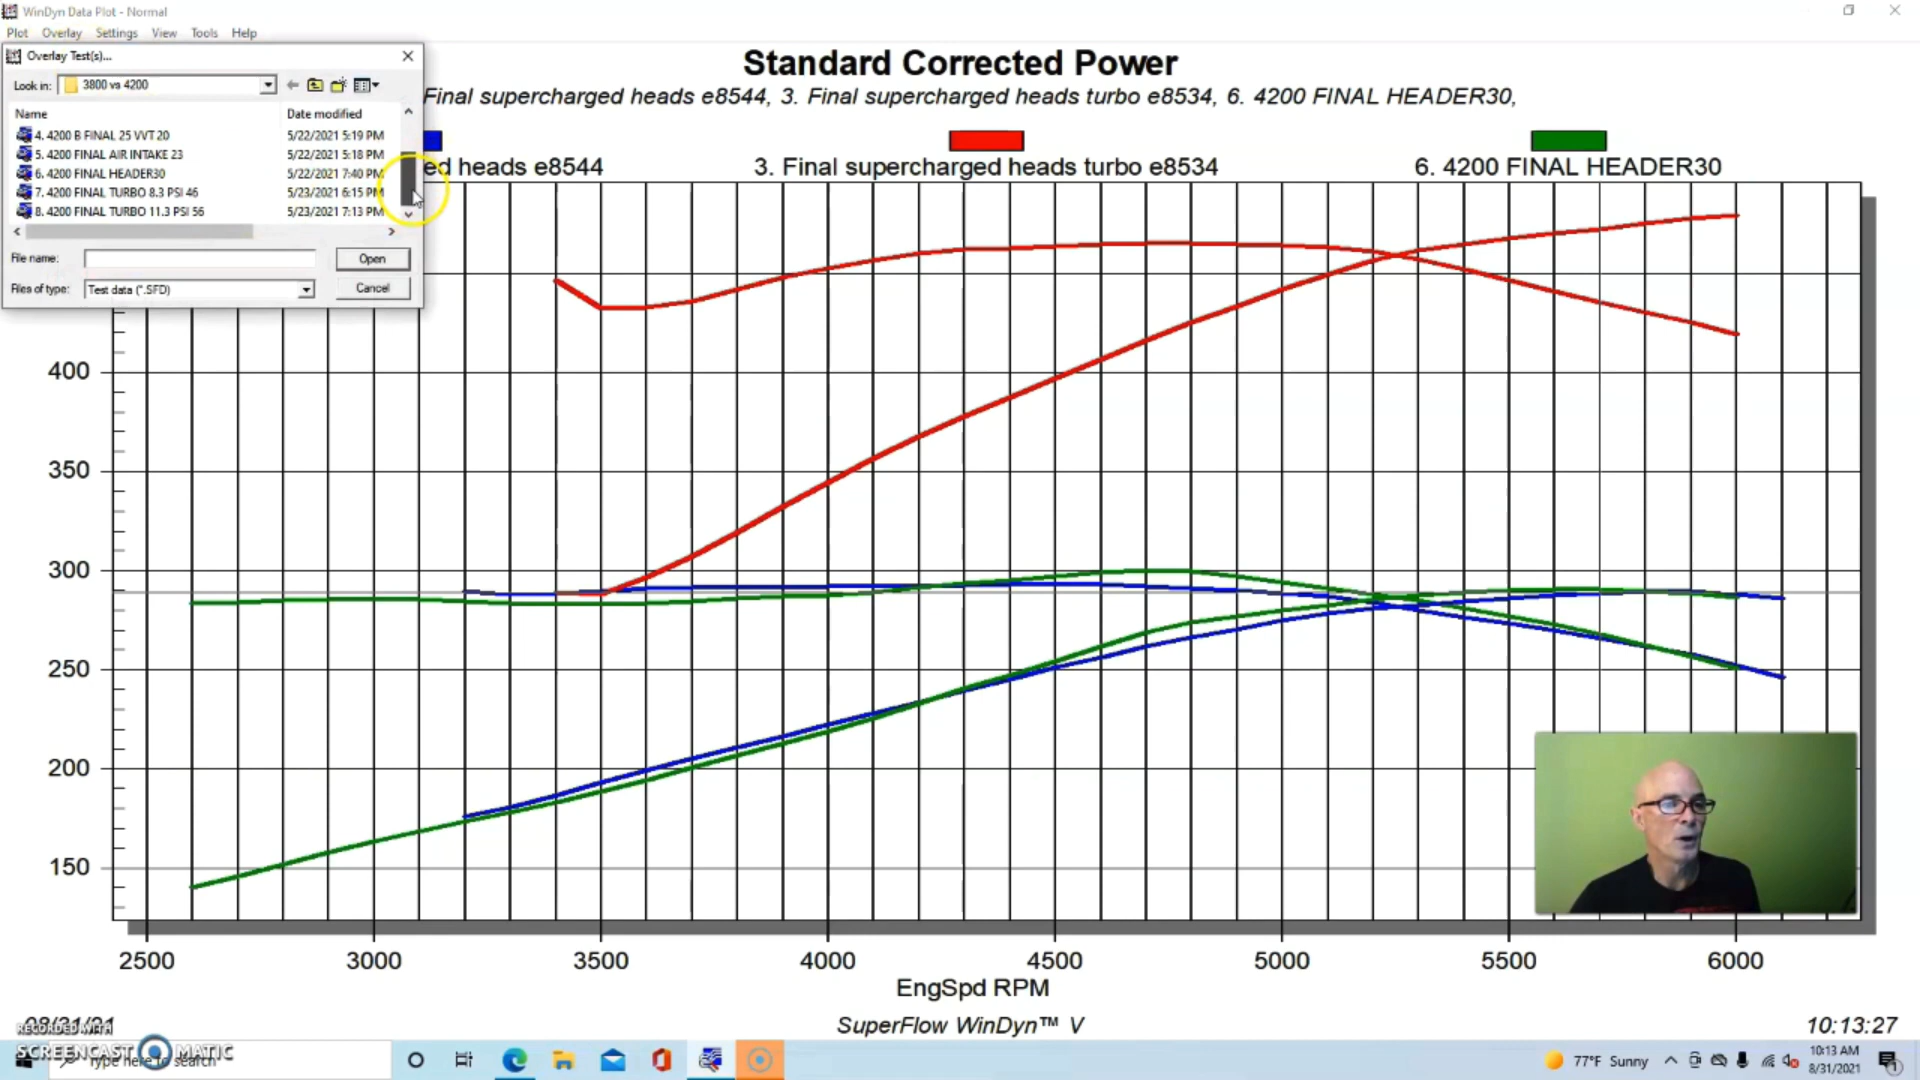 WinDyn Data Plot - Normal
Plot Overlay Settings View Tools Help
Overlay Test(s)...
Look in: 3800 vs 4200
Name Date modified
4. 4200 B FINAL 25 VVT 20 5/22/2021 5:19 PM
5. 4200 FINAL AIR INTAKE 23 5/22/2021 5:18 PM
6. 4200 FINAL HEADER30 5/22/2021 7:40 PM
7. 4200 FINAL TURBO 8.3 PSI 46 5/23/2021 6:15 PM
8. 4200 FINAL TURBO 11.3 PSI 56 5/23/2021 7:13 PM
File name: Open
Files of type: Test data (*.SFD) Cancel
Standard Corrected Power
Final supercharged heads e8544, 3. Final supercharged heads turbo e8534, 6. 4200 FINAL HEADER30,
ed heads e8544 3. Final supercharged heads turbo e8534 6. 4200 FINAL HEADER30
400
350
300
250
200
150
2500 3000 3500 4000 4500 5000 5500 6000
EngSpd RPM
08/31/21 SuperFlow WinDyn™ V 10:13:27
RECORDED WITH
SCREENCAST MATIC
Type here to search
77°F Sunny 10:13 AM
8/31/2021